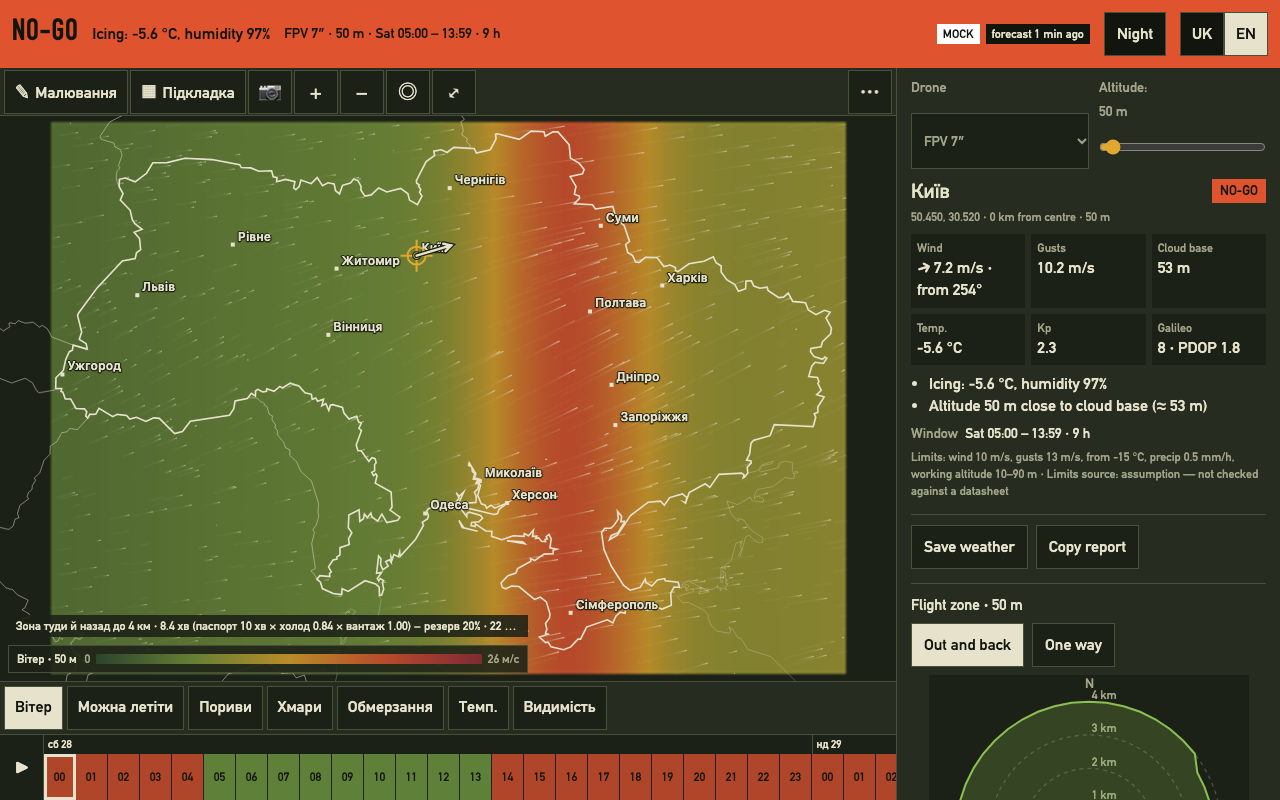 NO-GO Icing: -5.6 °C, humidity 97% FPV 7″ · 50 m · Sat 05:00 – 13:59 · 9 h
MOCK forecast 1 min ago Night UK EN
Малювання Підкладка + −
Drone
FPV 7″
Altitude:
50 m
Київ NO-GO
50.450, 30.520 · 0 km from centre · 50 m
Wind
7.2 m/s ·
from 254°
Gusts
10.2 m/s
Cloud base
53 m
Temp.
-5.6 °C
Kp
2.3
Galileo
8 · PDOP 1.8
• Icing: -5.6 °C, humidity 97%
• Altitude 50 m close to cloud base (≈ 53 m)
Window Sat 05:00 – 13:59 · 9 h
Limits: wind 10 m/s, gusts 13 m/s, from -15 °C, precip 0.5 mm/h,
working altitude 10–90 m · Limits source: assumption — not checked
against a datasheet
Save weather Copy report
Flight zone · 50 m
Out and back One way
N
4 km
3 km
2 km
1 km
Чернігів
Суми
Рівне
Житомир
Харків
Львів
Полтава
Вінниця
Ужгород
Дніпро
Запоріжжя
Миколаїв
Херсон
Одеса
Сімферополь
Зона туди й назад до 4 км · 8.4 хв (паспорт 10 хв × холод 0.84 × вантаж 1.00) – резерв 20% · 22 …
Вітер · 50 м 0 26 м/с
Вітер Можна летіти Пориви Хмари Обмерзання Темп. Видимість
сб 28 нд 29
00 01 02 03 04 05 06 07 08 09 10 11 12 13 14 15 16 17 18 19 20 21 22 23 00 01 02